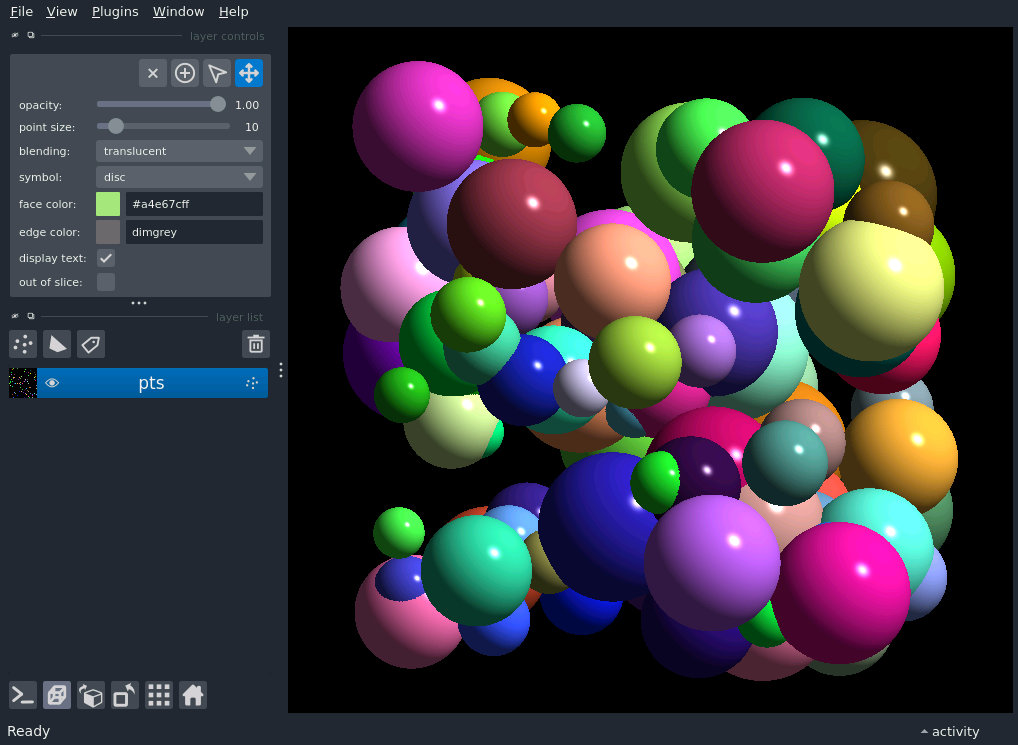 File View Plugins Window Help
layer controls
opacity: 1.00
point size: 10
blending: translucent
symbol: disc
face color: #a4e67cff
edge color: dimgrey
display text:
out of slice:
layer list
pts
Ready
activity